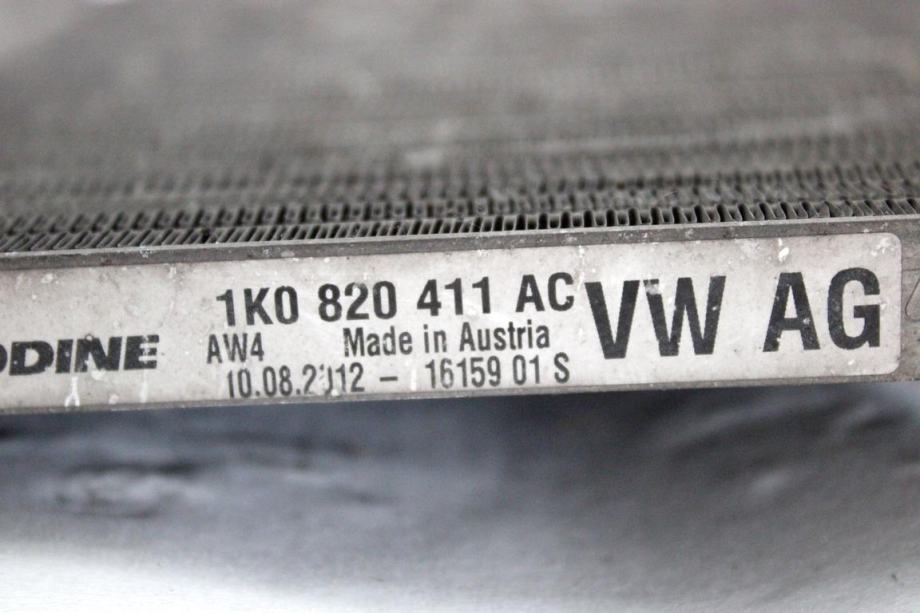 1K0 820 411 AC VW AG
ODINE AW4 Made in Austria
10.08.2012 - 16159 01 S